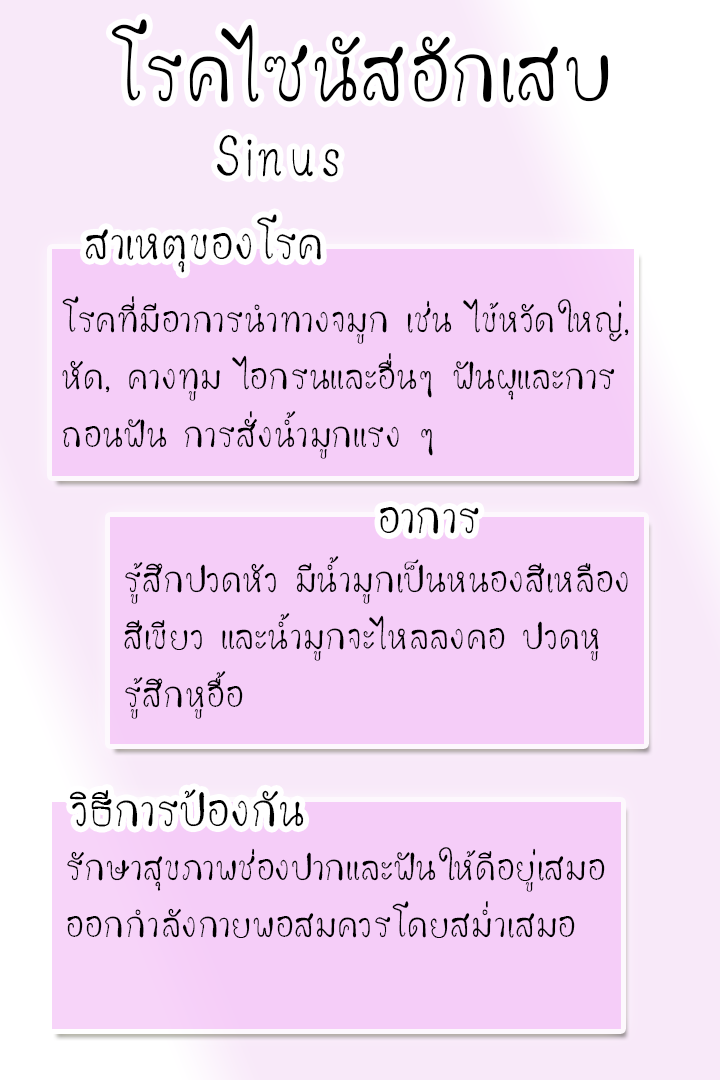 โรคไซนัสอักเสบ
Sinus
สาเหตุของโรค
โรคที่มีอาการนำทางจมูก เช่น ไข้หวัดใหญ่,
หัด, คางทูม ไอกรนและอื่นๆ ฟันผุและการ
ถอนฟัน การสั่งน้ำมูกแรง ๆ
อาการ
รู้สึกปวดหัว มีน้ำมูกเป็นหนองสีเหลือง
สีเขียว และน้ำมูกจะไหลลงคอ ปวดหู
รู้สึกหูอื้อ
วิธีการป้องกัน
รักษาสุขภาพช่องปากและฟันให้ดีอยู่เสมอ
ออกกำลังกายพอสมควรโดยสม่ำเสมอ